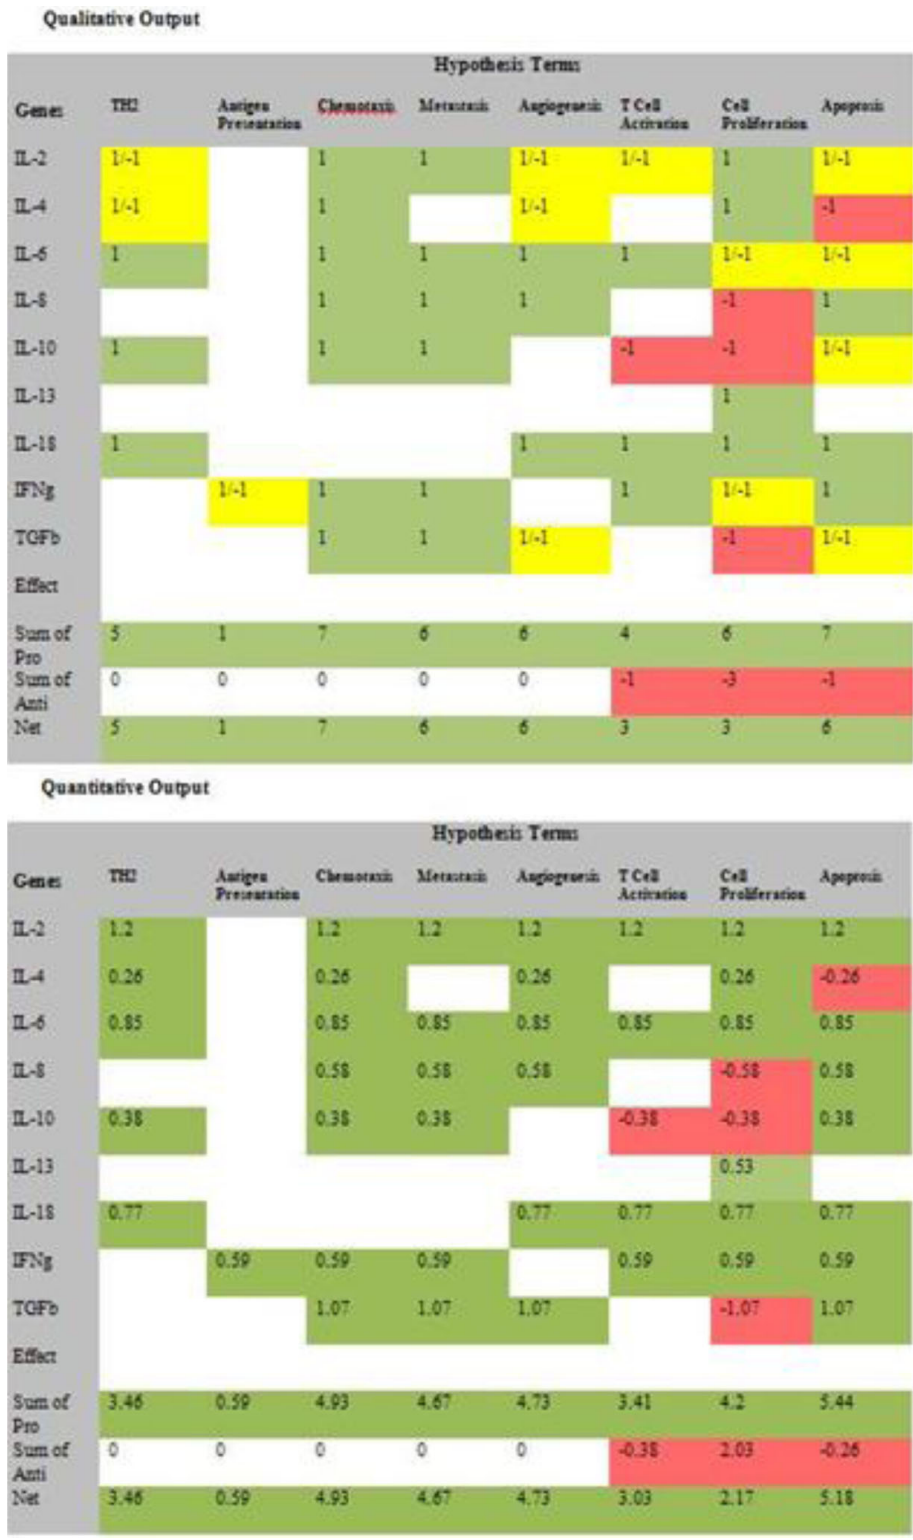 Qualitative Output
Hypothesis Terms
Genes TH2 Antigen Presentation Chemotaxis Metastasis Angiogenesis T Cell Activation Cell Proliferation Apoprosis
IL-2 1/-1 1 1 1/-1 1/-1 1 1/-1
IL-4 1/-1 1 1/-1 1 -1
IL-6 1 1 1 1 1 1/-1 1/-1
IL-8 1 1 1 -1 1
IL-10 1 1 1 -1 -1 1/-1
IL-13 1
IL-18 1 1 1 1 1
IFNg 1/-1 1 1 1 1/-1 1
TGFb 1 1 1/-1 -1 1/-1
Effect
Sum of Pro 5 1 7 6 6 4 6 7
Sum of Anti 0 0 0 0 0 -1 -3 -1
Net 5 1 7 6 6 3 3 6
Quantitative Output
Hypothesis Terms
Genes TH2 Antigen Presentation Chemotaxis Metastasis Angiogenesis T Cell Activation Cell Proliferation Apoprosis
IL-2 1.2 1.2 1.2 1.2 1.2 1.2 1.2
IL-4 0.26 0.26 0.26 0.26 -0.26
IL-6 0.85 0.85 0.85 0.85 0.85 0.85 0.85
IL-8 0.58 0.58 0.58 -0.58 0.58
IL-10 0.38 0.38 0.38 -0.38 -0.38 0.38
IL-13 0.53
IL-18 0.77 0.77 0.77 0.77 0.77
IFNg 0.59 0.59 0.59 0.59 0.59 0.59
TGFb 1.07 1.07 1.07 -1.07 1.07
Effect
Sum of Pro 3.46 0.59 4.93 4.67 4.73 3.41 4.2 5.44
Sum of Anti 0 0 0 0 0 -0.38 2.03 -0.26
Net 3.46 0.59 4.93 4.67 4.73 3.03 2.17 5.18